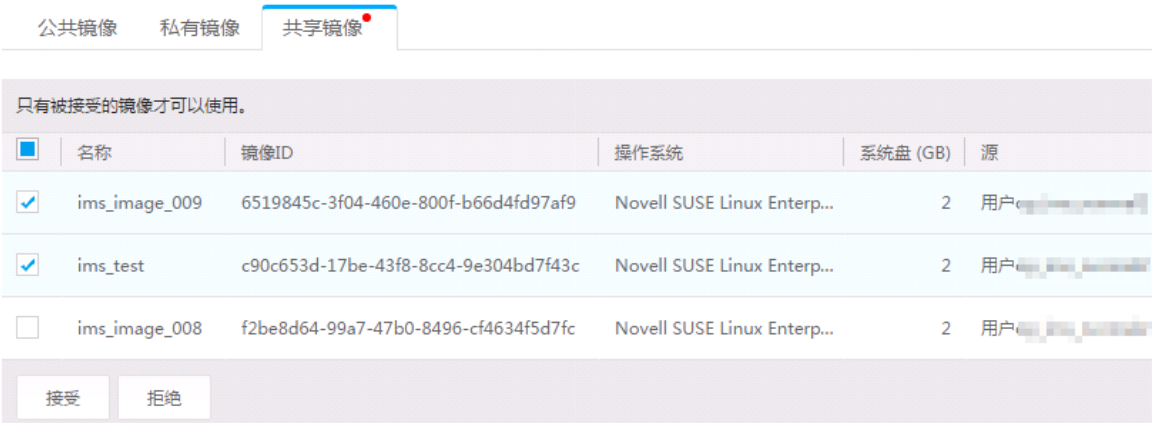 公共镜像 私有镜像 共享镜像
只有被接受的镜像才可以使用。
名称 镜像ID 操作系统 系统盘 (GB) 源
ims_image_009 6519845c-3f04-460e-800f-b66d4fd97af9 Novell SUSE Linux Enterp... 2 用户
ims_test c90c653d-17be-43f8-8cc4-9e304bd7f43c Novell SUSE Linux Enterp... 2 用户
ims_image_008 f2be8d64-99a7-47b0-8496-cf4634f5d7fc Novell SUSE Linux Enterp... 2 用户
接受 拒绝